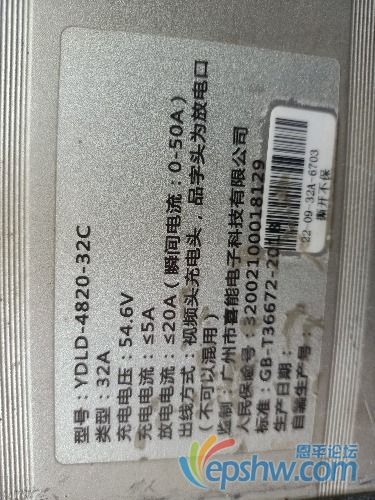 型号：YDLD-4820-32C
类型：32A
充电电压：54.6V
充电电流：≤5A
放电电流：≤20A（瞬间电流：0-50A）
出线方式：视频头充电头，品字头为放电口
（不可以混用）
监制：广州市喜能电子科技有限公司
人民保险号：32002100018129
标准：GB-T36672-2018
生产日期：
自编生产号：
22-09-32A-6703
撕开不保
恩平论坛
epshw.com